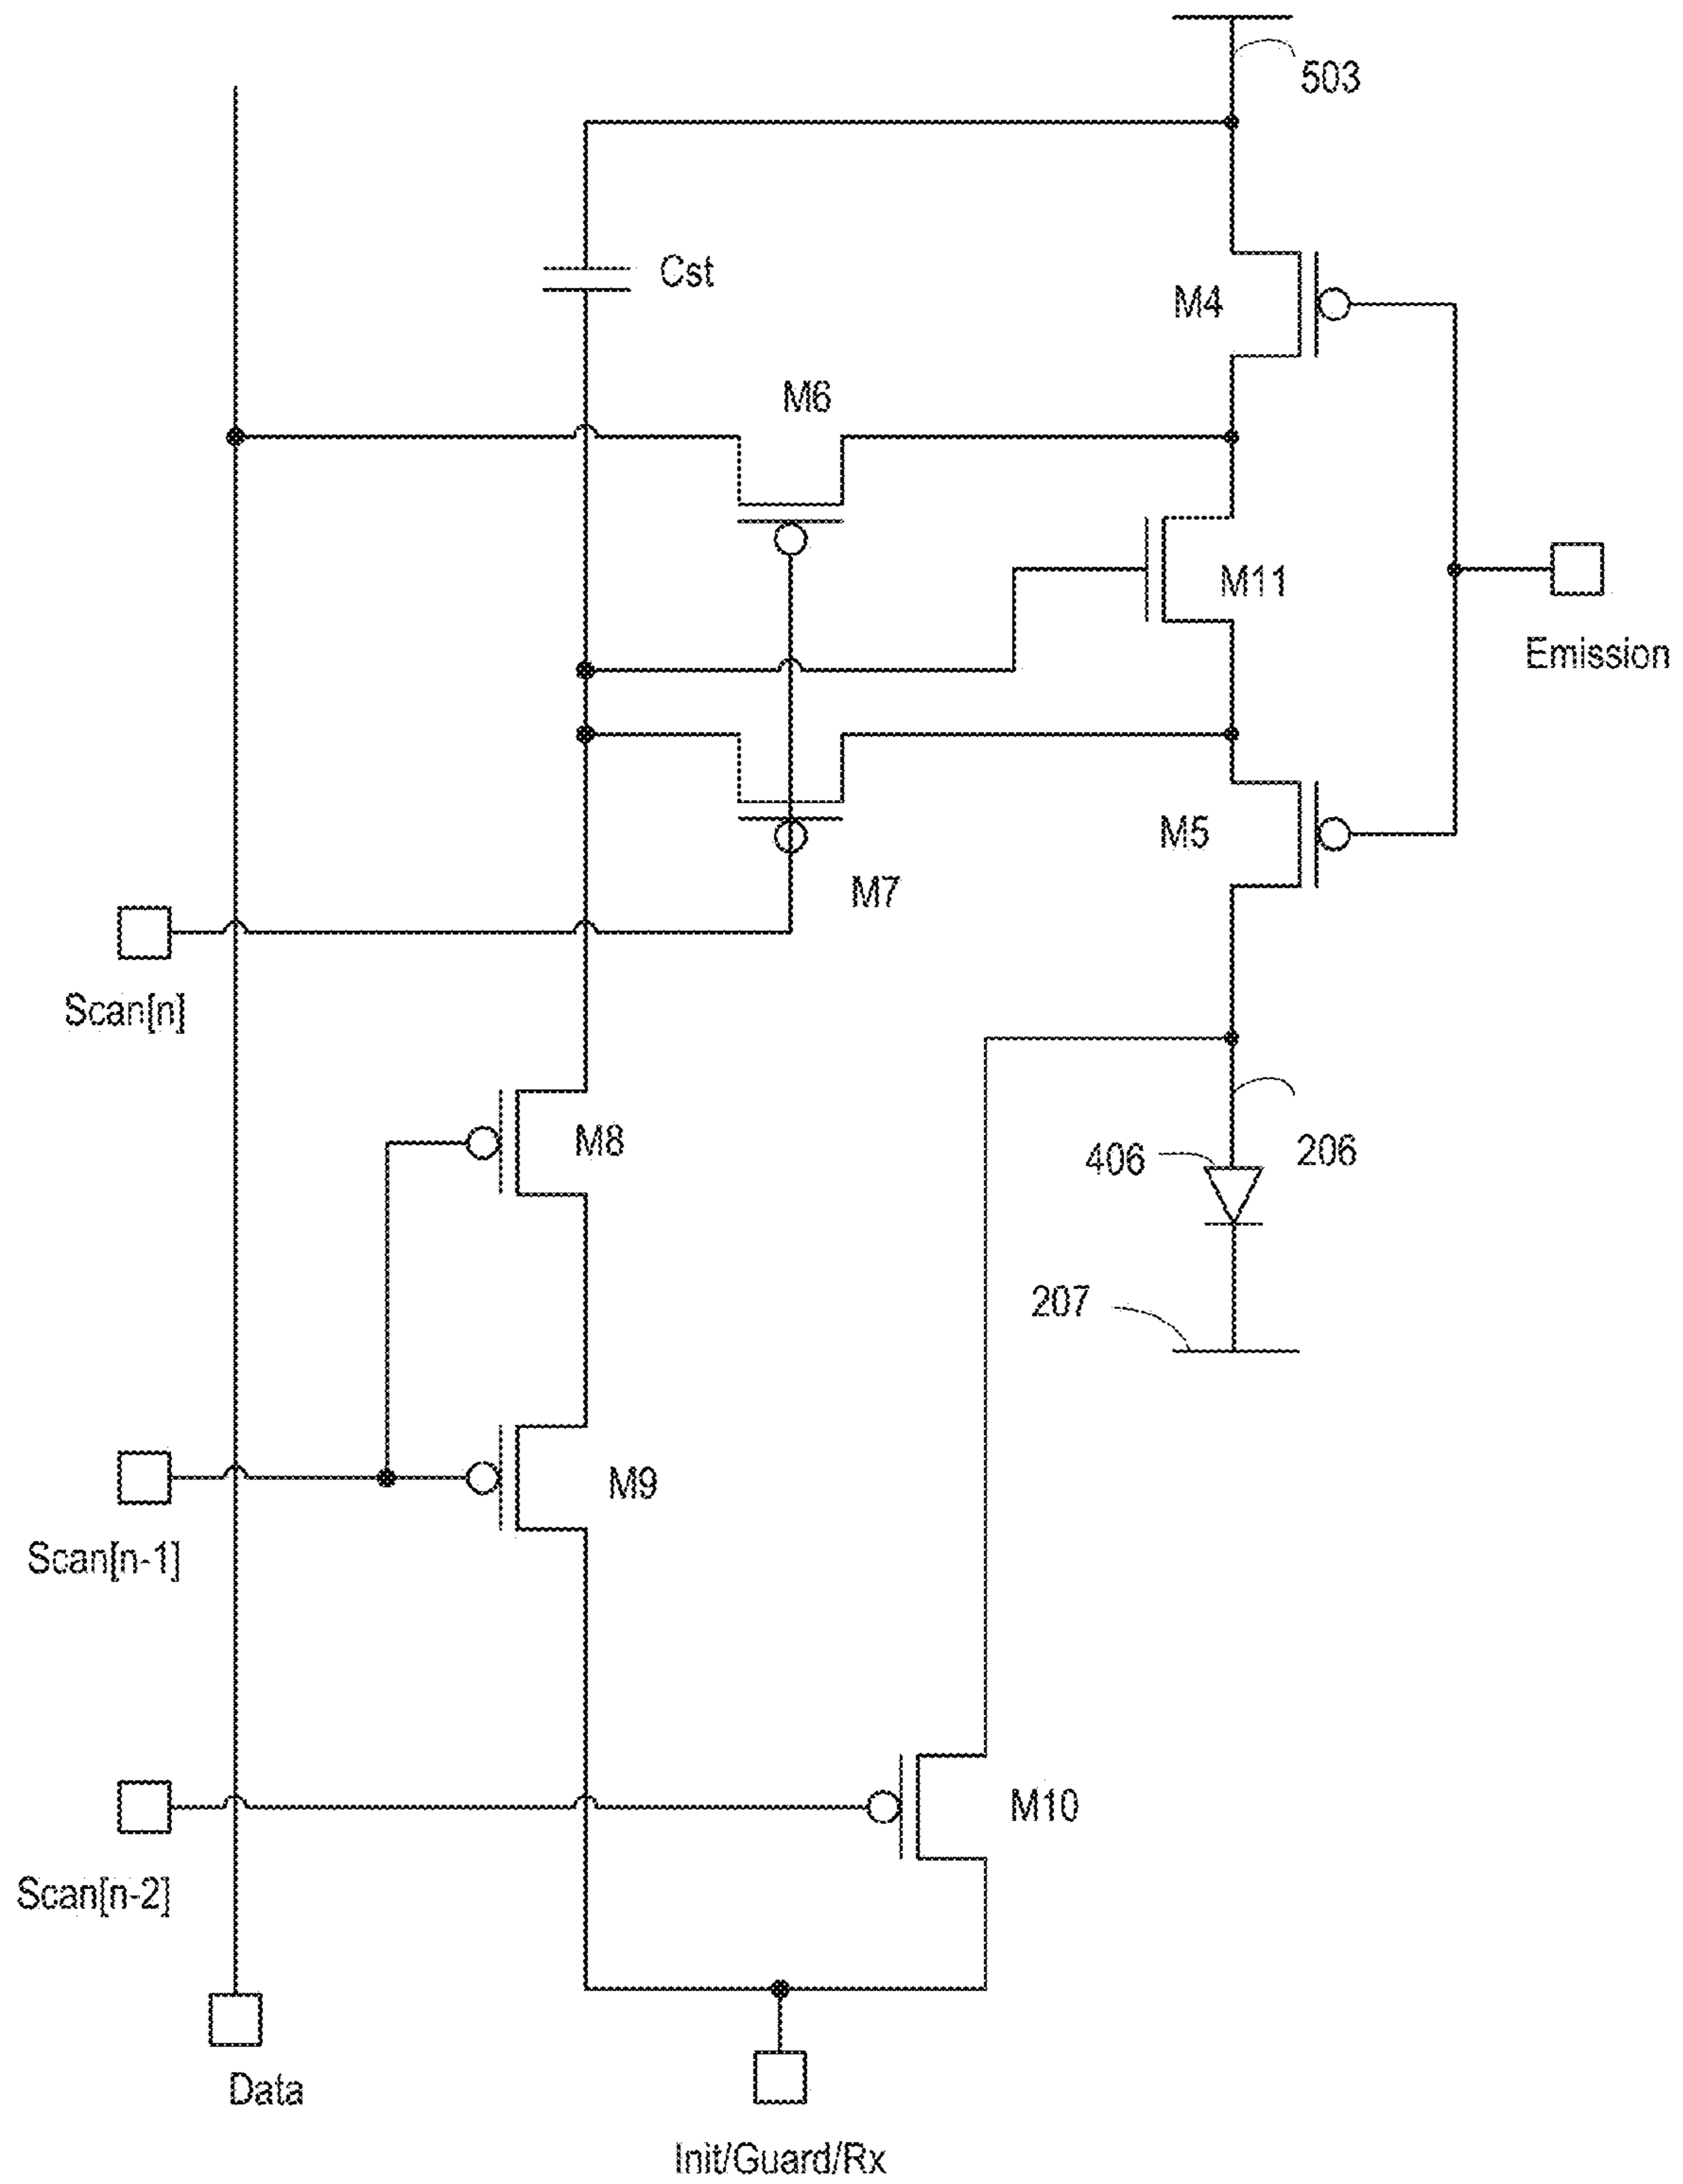 503
Cst
M4
M6
M11
Emission
M5
M7
Scan[n]
M8
406
206
207
M9
Scan[n-1]
M10
Scan[n-2]
Data
Init/Guard/Rx